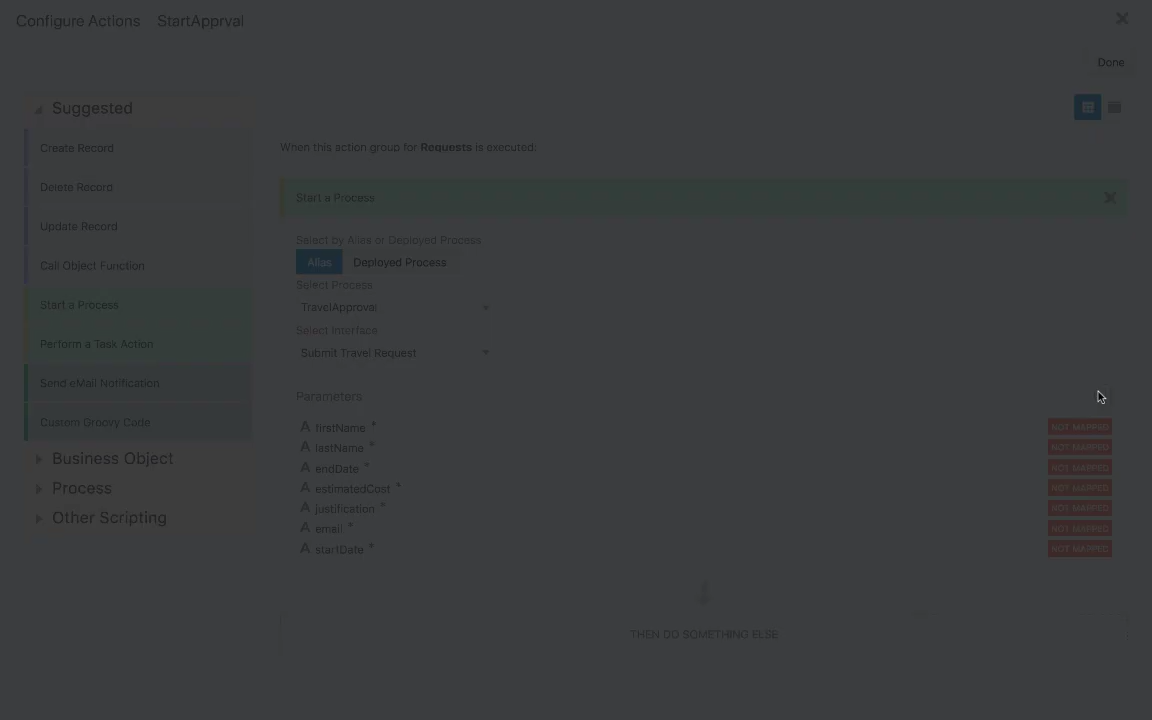 Configure Actions StartApprval
Done
Suggested
Create Record
Delete Record
Update Record
Call Object Function
Start a Process
Perform a Task Action
Send eMail Notification
Custom Groovy Code
Business Object
Process
Other Scripting
When this action group for Requests is executed:
Start a Process
Select by Alias or Deployed Process
Alias Deployed Process
Select Process
TravelApproval
Select Interface
Submit Travel Request
Parameters
A firstName * NOT MAPPED
A lastName * NOT MAPPED
A endDate * NOT MAPPED
A estimatedCost * NOT MAPPED
A justification * NOT MAPPED
A email * NOT MAPPED
A startDate * NOT MAPPED
THEN DO SOMETHING ELSE